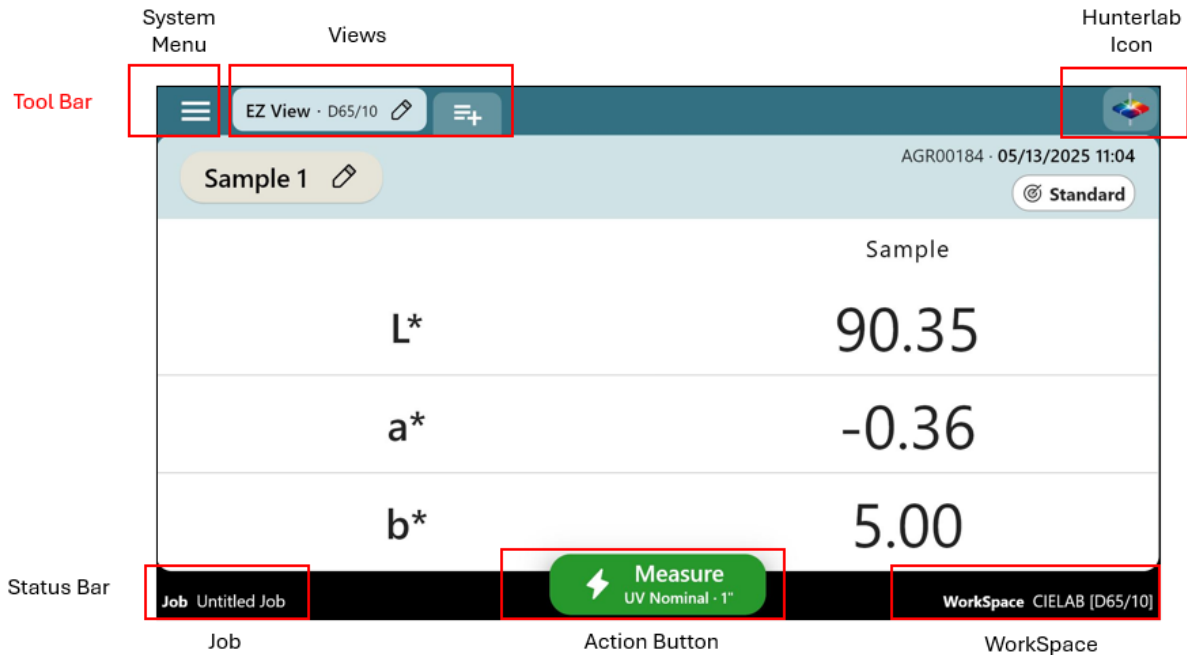 System
Menu
Views
Hunterlab
Icon
Tool Bar
EZ View · D65/10
Sample 1
AGR00184 · 05/13/2025 11:04
Standard
Sample
L*
90.35
a*
-0.36
b*
5.00
Status Bar
Job Untitled Job
Measure
UV Nominal · 1"
WorkSpace CIELAB [D65/10]
Job
Action Button
WorkSpace